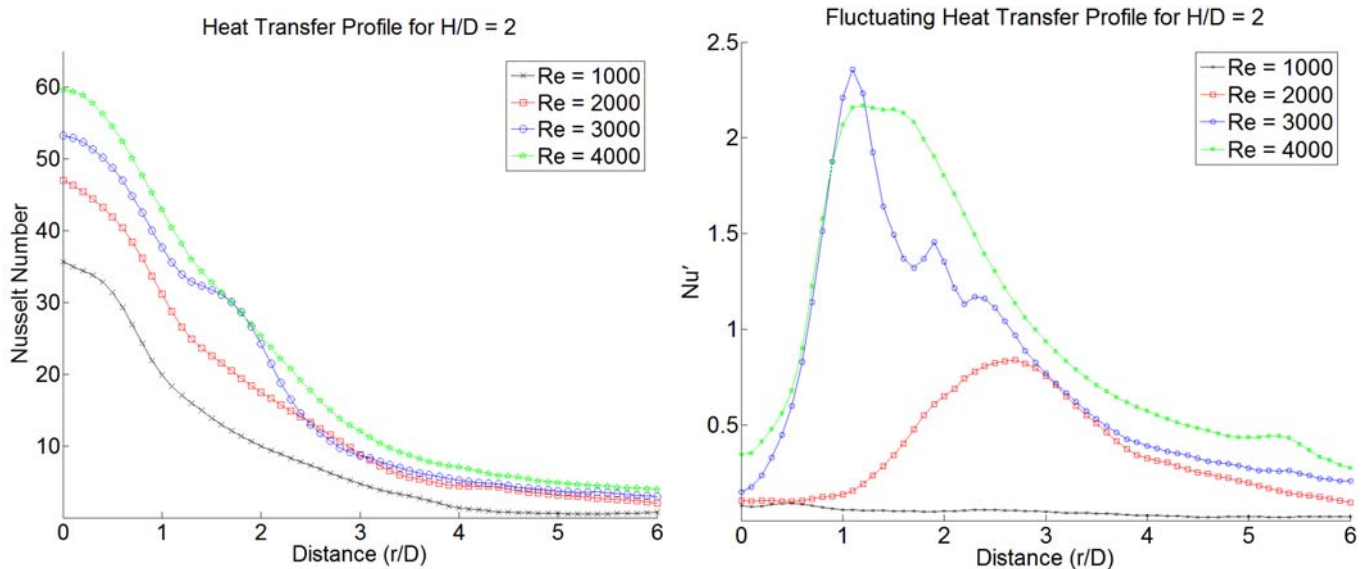 Heat Transfer Profile for H/D = 2
Nusselt Number
60
50
40
30
20
10
0
1
2
3
4
5
6
Distance (r/D)
Re = 1000
Re = 2000
Re = 3000
Re = 4000
Fluctuating Heat Transfer Profile for H/D = 2
Nu′
2.5
2
1.5
1
0.5
0
1
2
3
4
5
6
Distance (r/D)
Re = 1000
Re = 2000
Re = 3000
Re = 4000